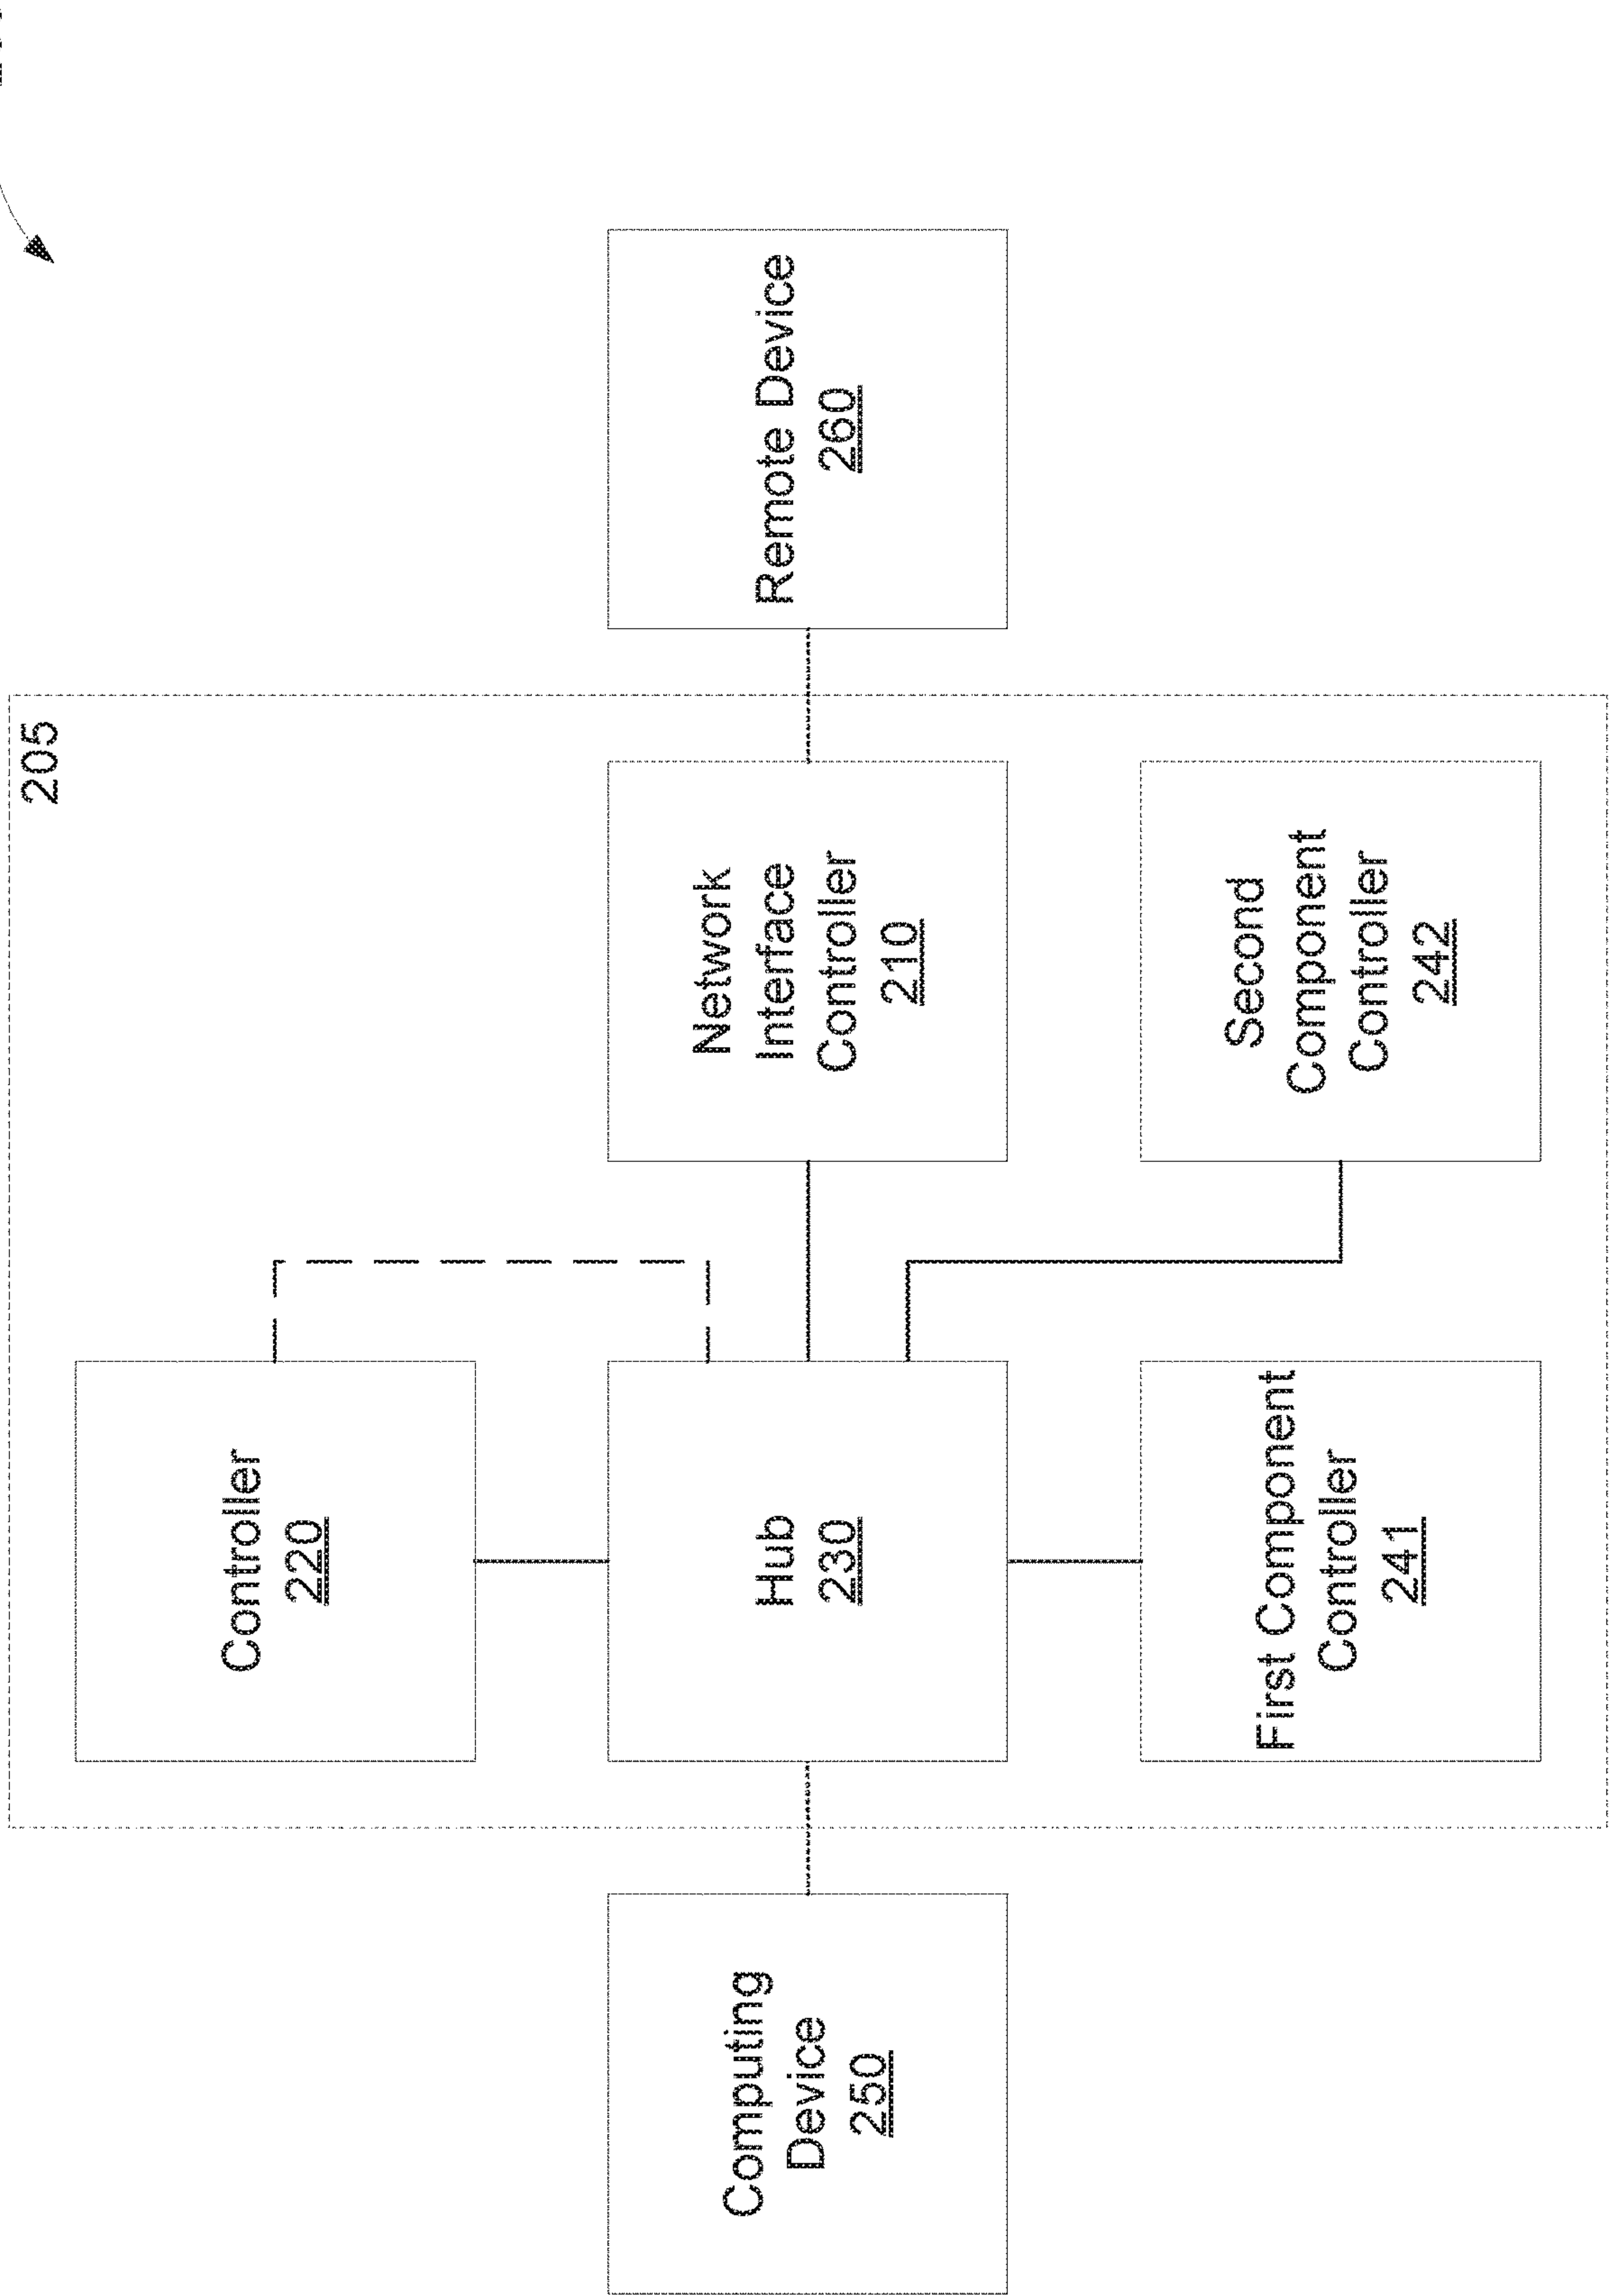 205
Controller
220
Computing
Device
250
Hub
230
Network
Interface
Controller
210
Remote Device
260
First Component
Controller
241
Second
Component
Controller
242